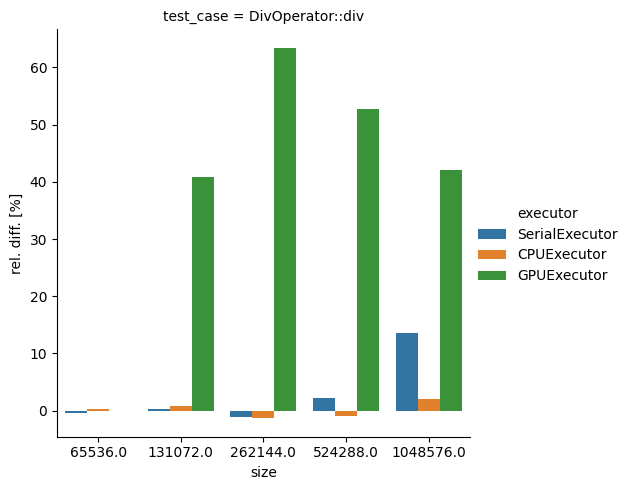 test_case = DivOperator::div
rel. diff. [%]
60
50
40
30
20
10
0
65536.0 131072.0 262144.0 524288.0 1048576.0
size
executor
SerialExecutor
CPUExecutor
GPUExecutor